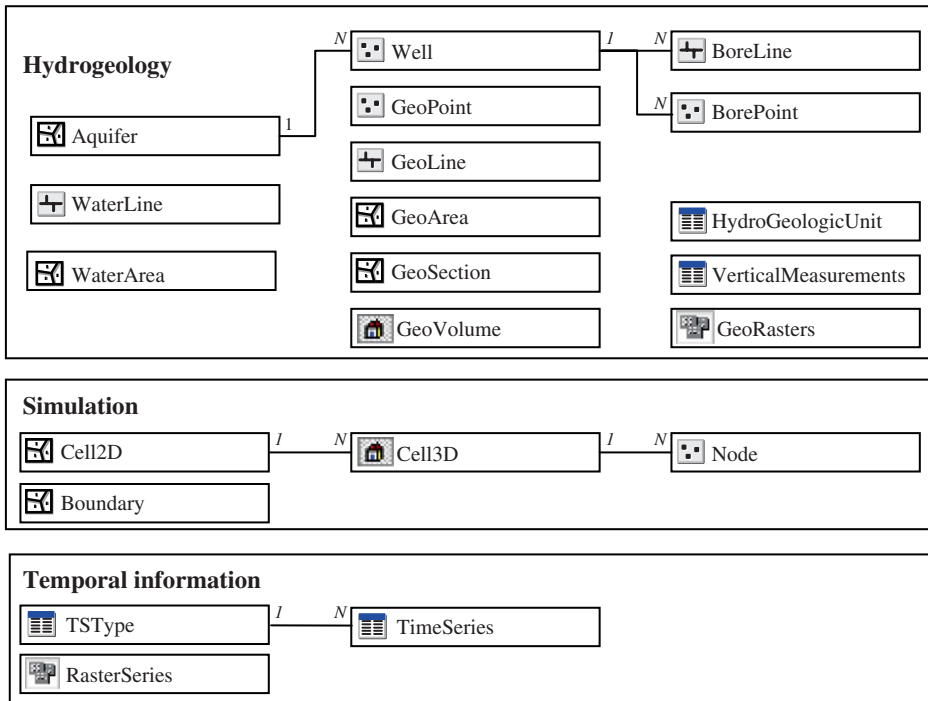 Hydrogeology
Aquifer
1
WaterLine
WaterArea
N
Well
1
GeoPoint
GeoLine
GeoArea
GeoSection
GeoVolume
N
BoreLine
N
BorePoint
HydroGeologicUnit
VerticalMeasurements
GeoRasters
Simulation
Cell2D
1
N
Cell3D
1
N
Node
Boundary
Temporal information
TSType
1
N
TimeSeries
RasterSeries